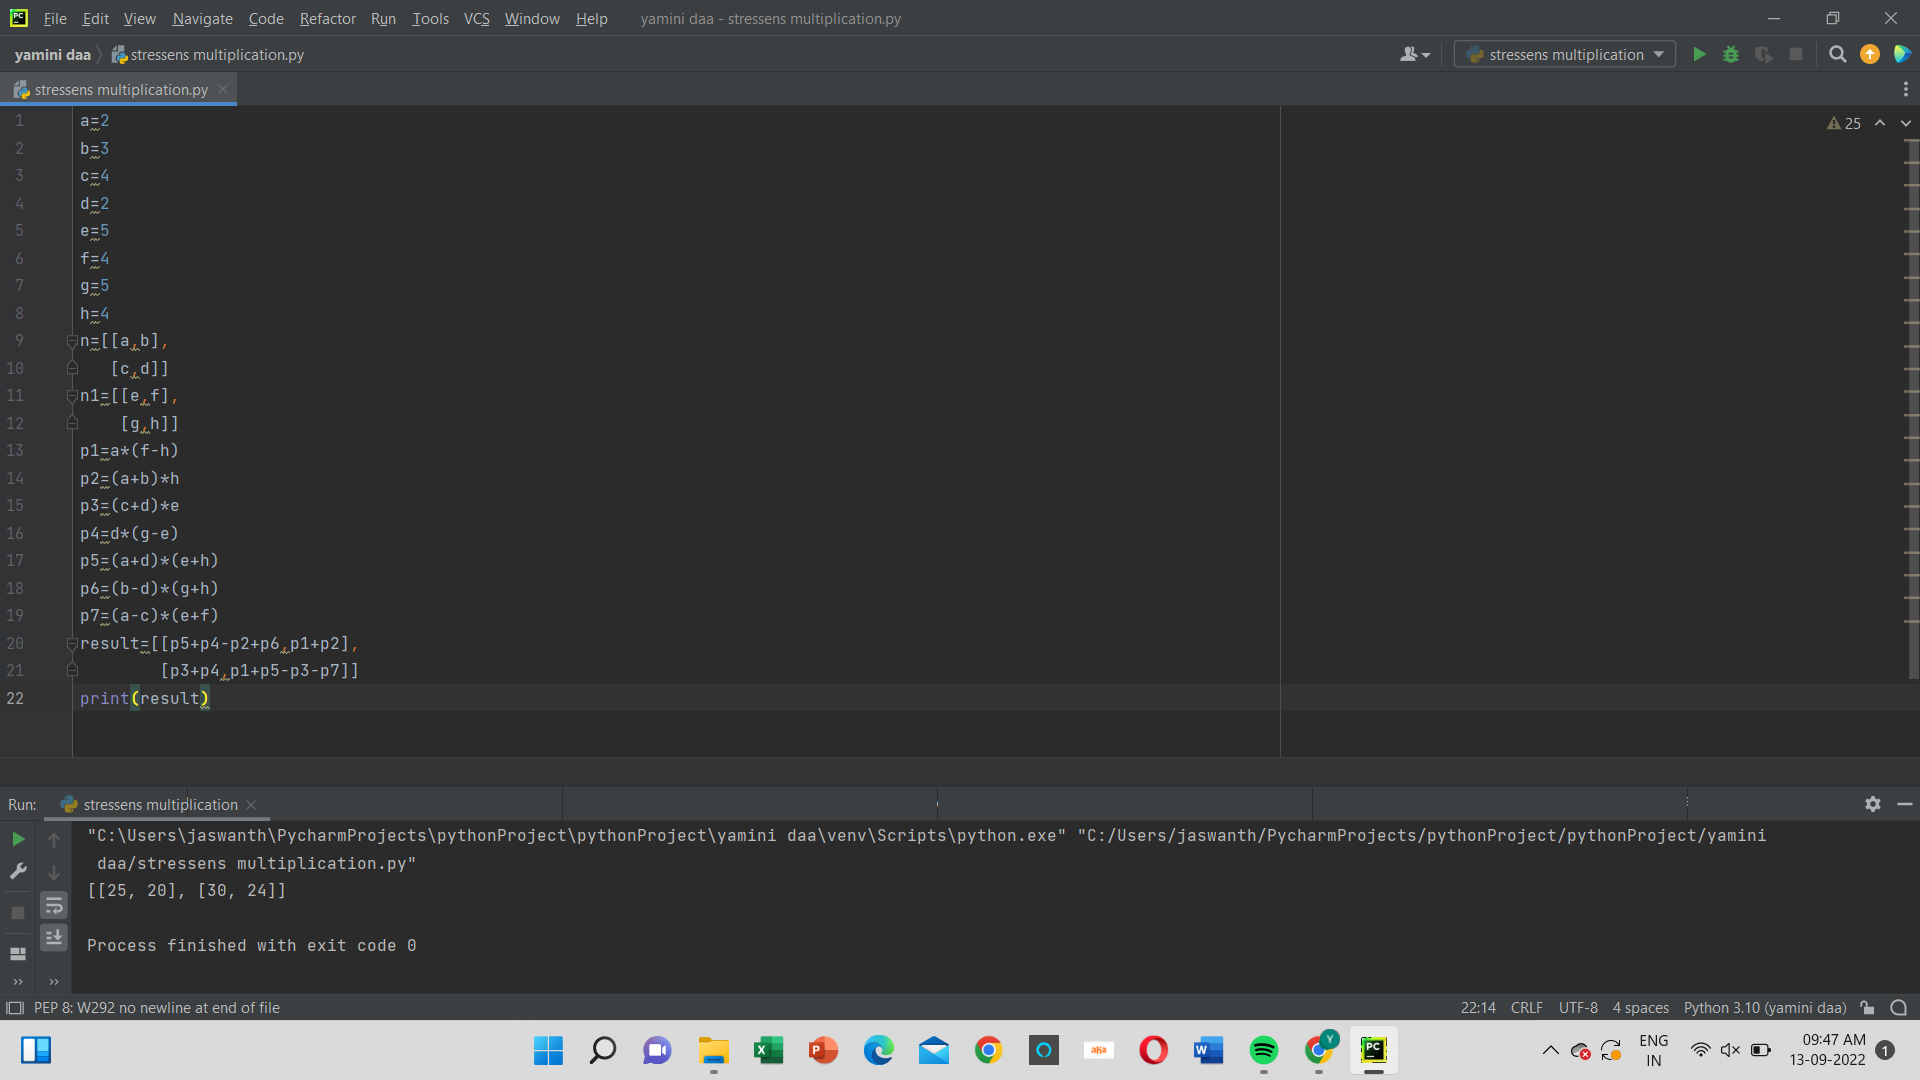 File Edit View Navigate Code Refactor Run Tools VCS Window Help yamini daa - stressens multiplication.py
yamini daa stressens multiplication.py stressens multiplication
stressens multiplication.py
25
1 a=2
2 b=3
3 c=4
4 d=2
5 e=5
6 f=4
7 g=5
8 h=4
9 n=[[a,b],
10 [c,d]]
11 n1=[[e,f],
12 [g,h]]
13 p1=a*(f-h)
14 p2=(a+b)*h
15 p3=(c+d)*e
16 p4=d*(g-e)
17 p5=(a+d)*(e+h)
18 p6=(b-d)*(g+h)
19 p7=(a-c)*(e+f)
20 result=[[p5+p4-p2+p6,p1+p2],
21 [p3+p4,p1+p5-p3-p7]]
22 print(result)
Run: stressens multiplication
"C:\Users\jaswanth\PycharmProjects\pythonProject\pythonProject\yamini daa\venv\Scripts\python.exe" "C:/Users/jaswanth/PycharmProjects/pythonProject/pythonProject/yamini
daa/stressens multiplication.py"
[[25, 20], [30, 24]]
Process finished with exit code 0
PEP 8: W292 no newline at end of file 22:14 CRLF UTF-8 4 spaces Python 3.10 (yamini daa)
ENG 09:47 AM
IN 13-09-2022 1